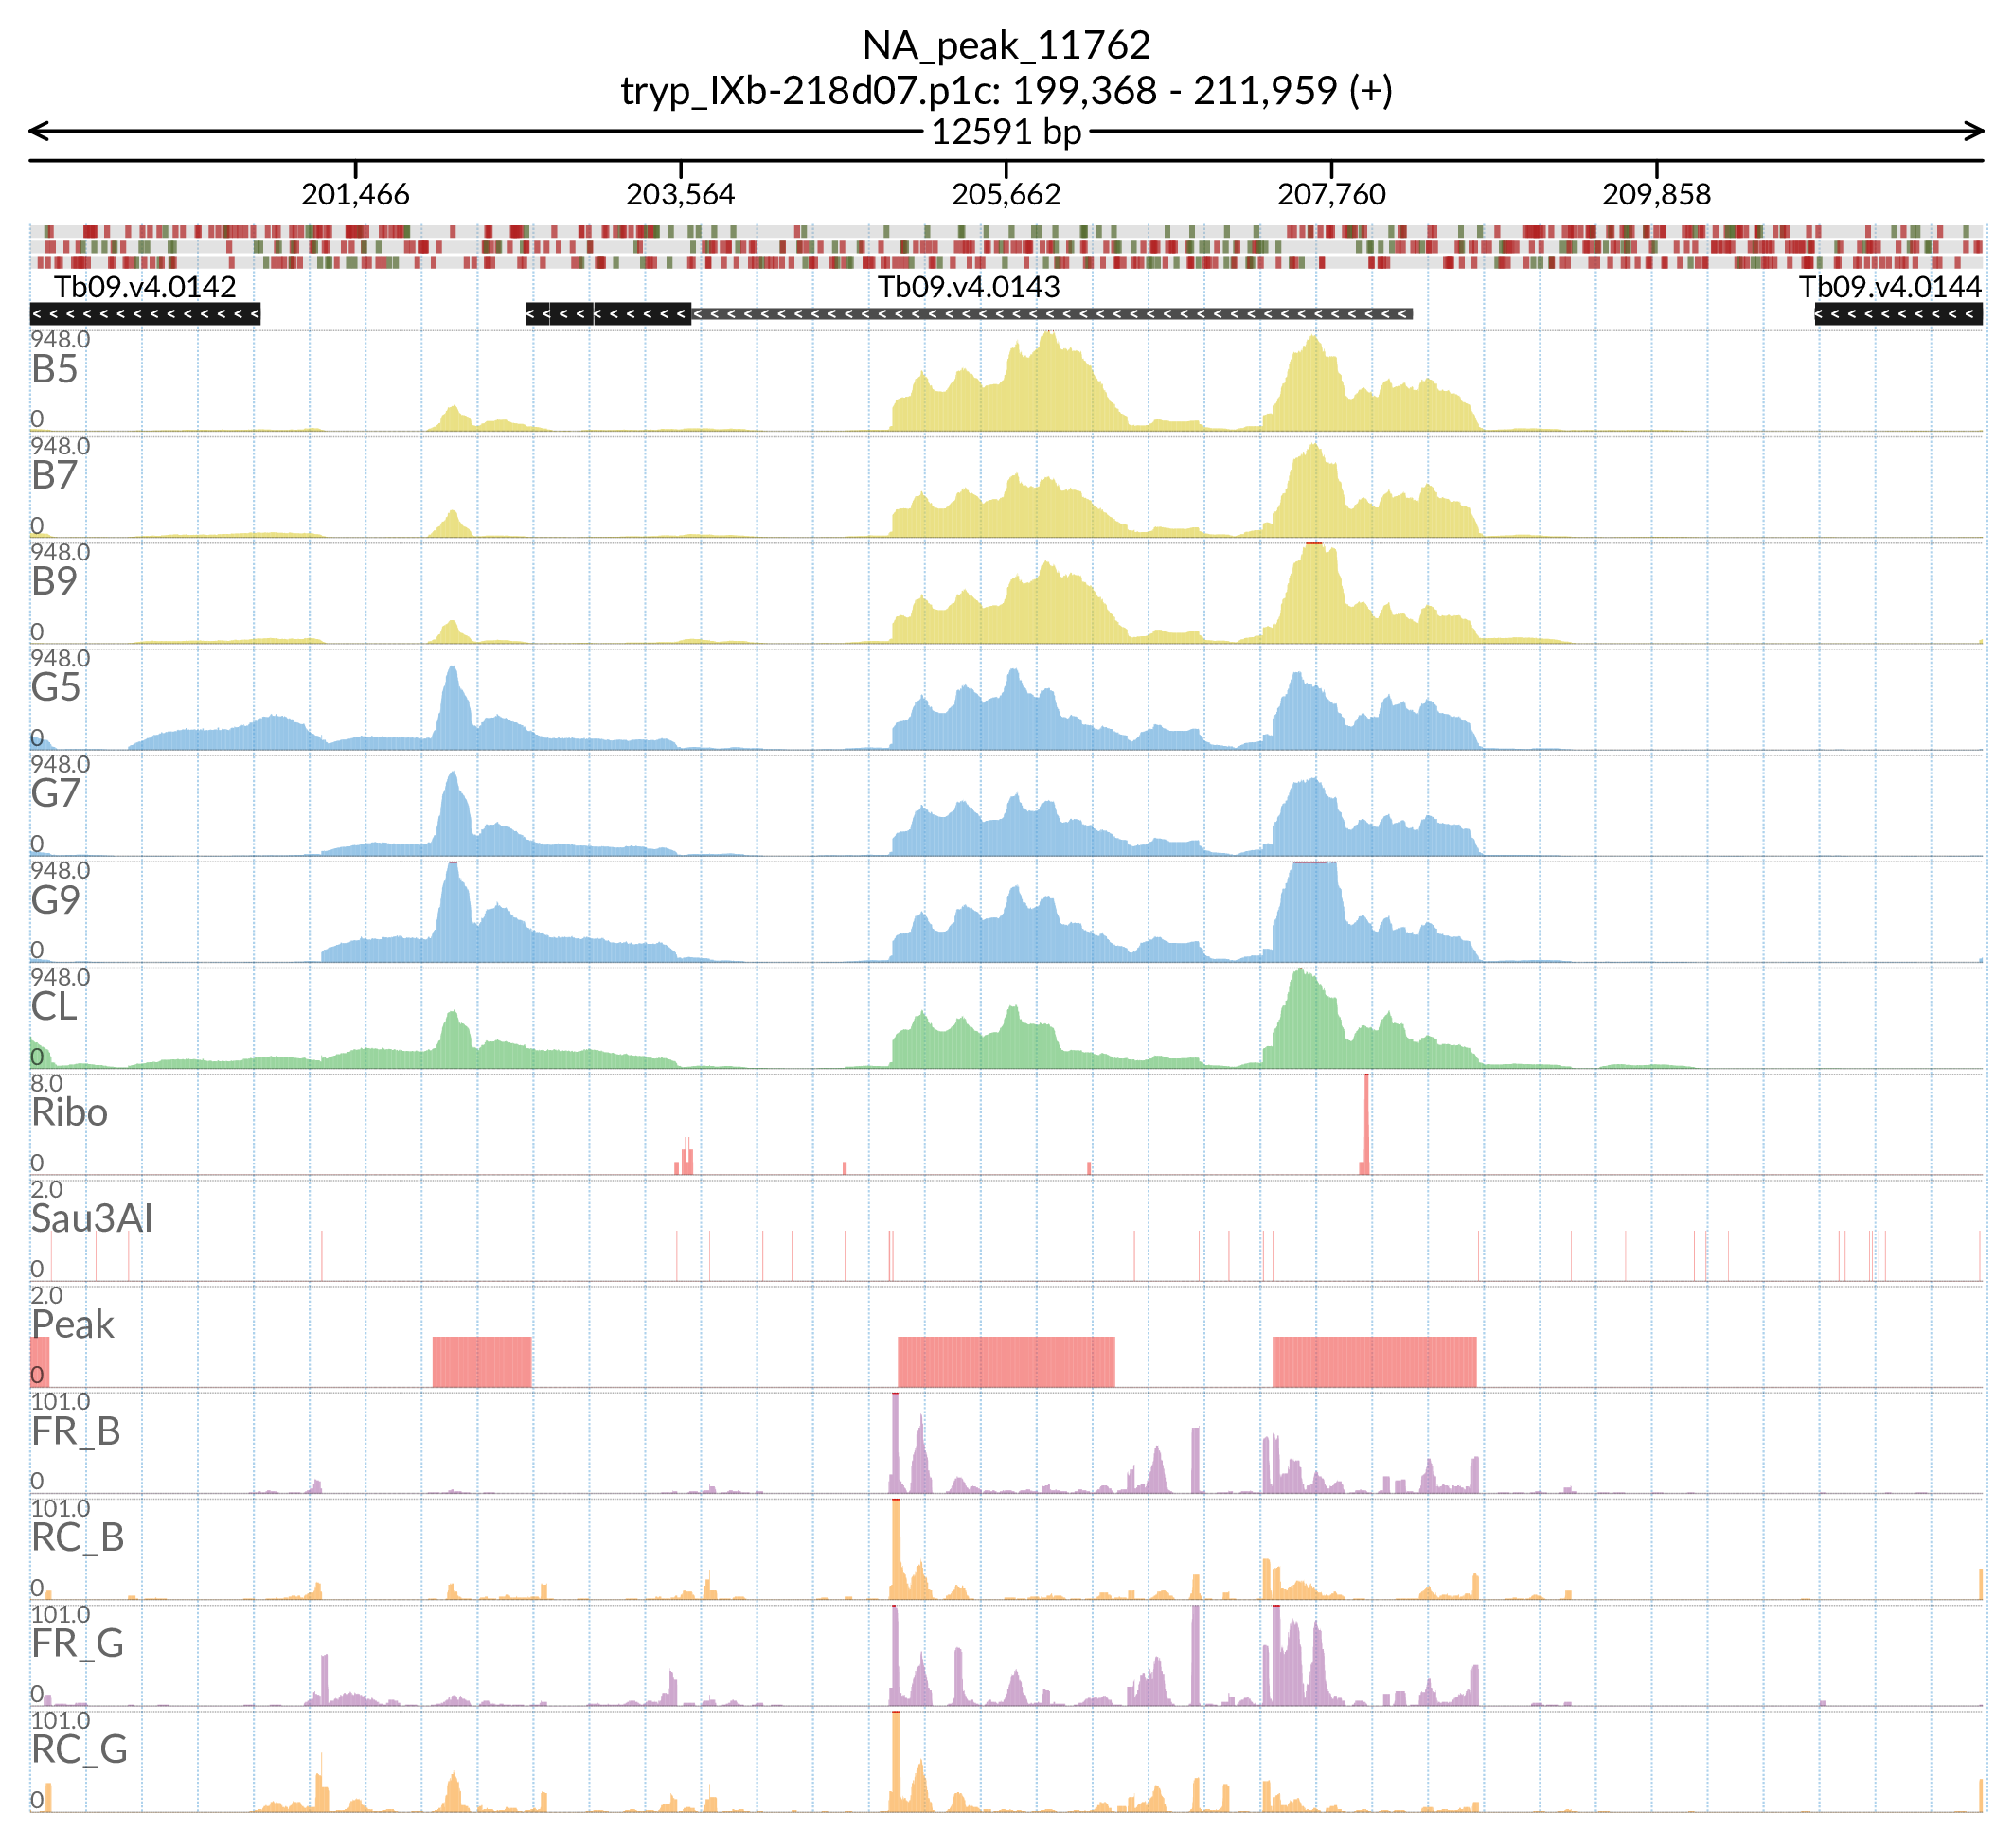 NA_peak_11762
tryp_IXb-218d07.p1c: 199,368 - 211,959 (+)
12591 bp
201,466 203,564 205,662 207,760 209,858
Tb09.v4.0142 Tb09.v4.0143 Tb09.v4.0144
948.0
B5
0
948.0
B7
0
948.0
B9
0
948.0
G5
0
948.0
G7
0
948.0
G9
0
948.0
CL
0
8.0
Ribo
0
2.0
Sau3AI
0
2.0
Peak
0
101.0
FR_B
0
101.0
RC_B
0
101.0
FR_G
0
101.0
RC_G
0